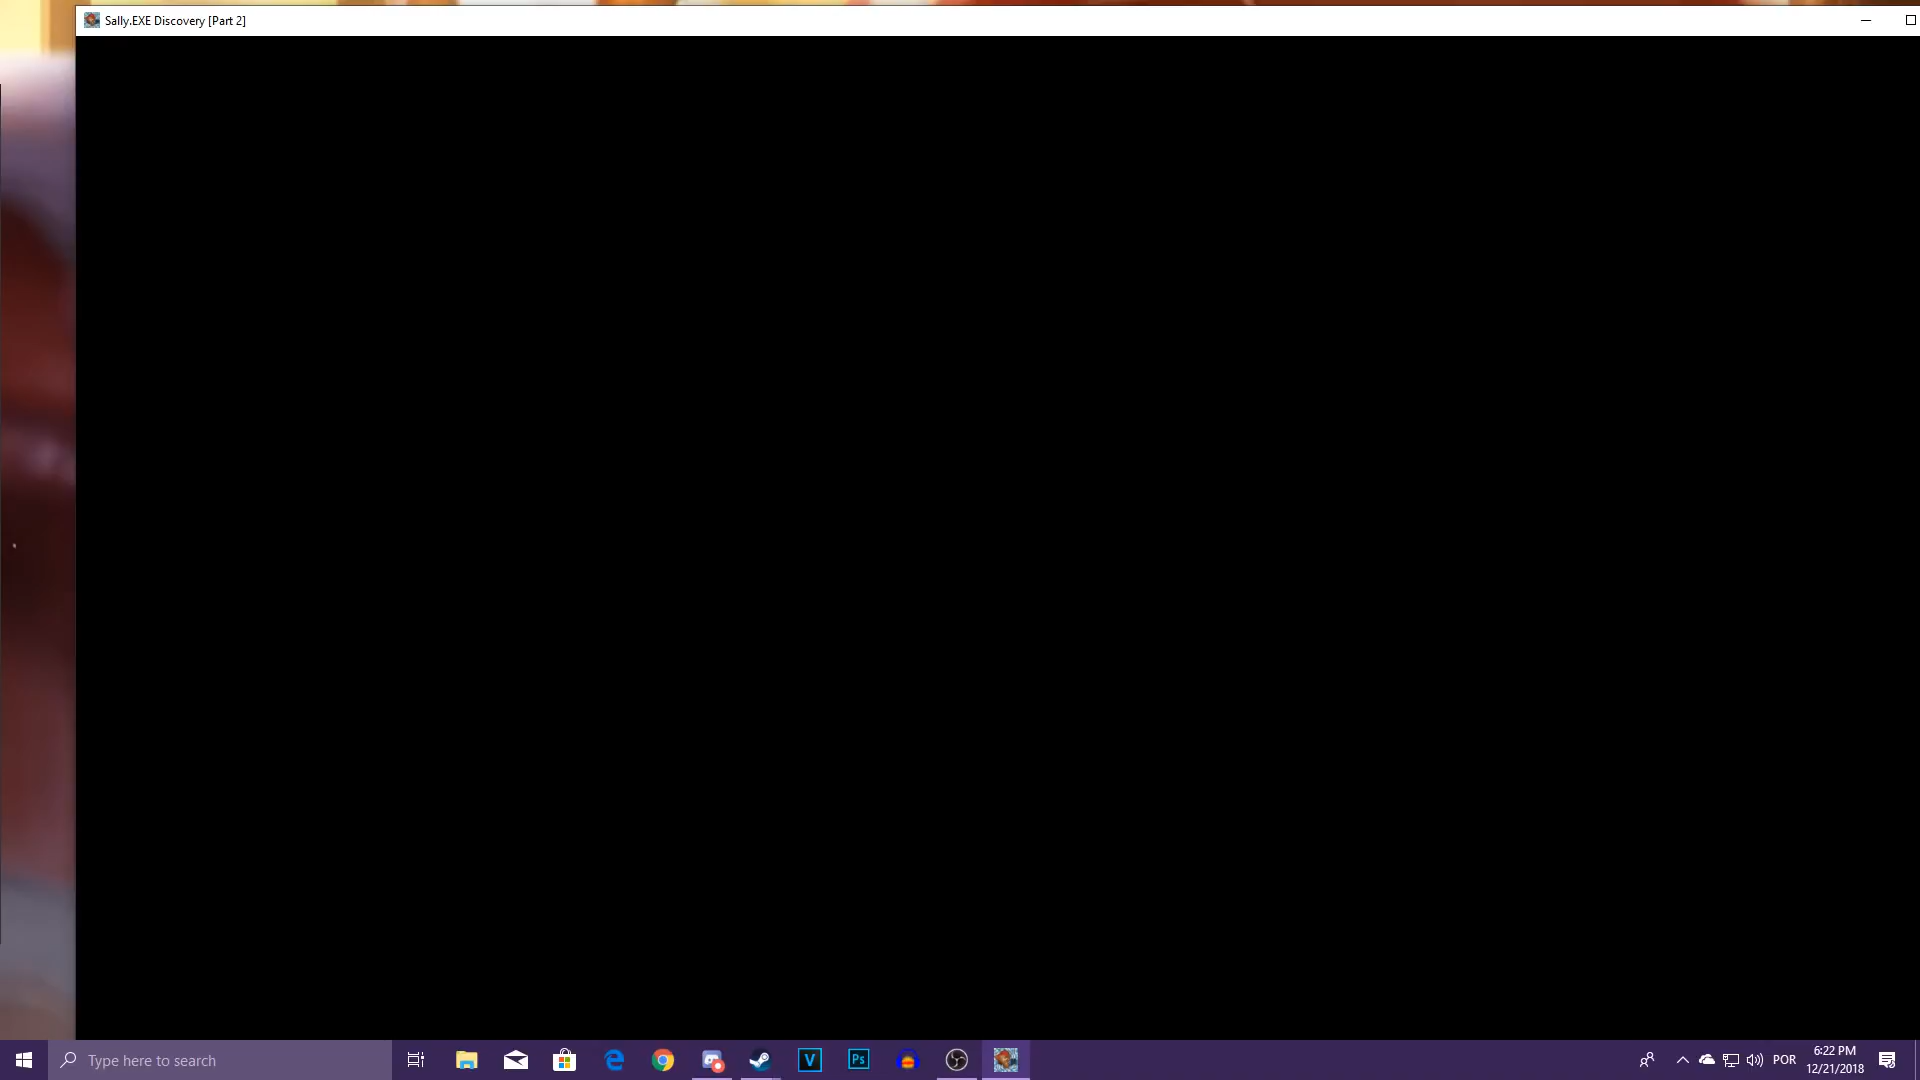 Sally.EXE Discovery [Part 2]
Type here to search
V
Ps
POR
6:22 PM
12/21/2018